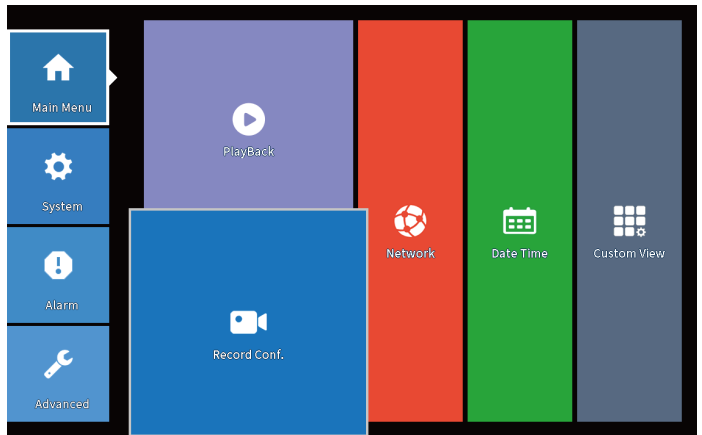 Main Menu
System
Alarm
Advanced
PlayBack
Record Conf.
Network
Date Time
Custom View